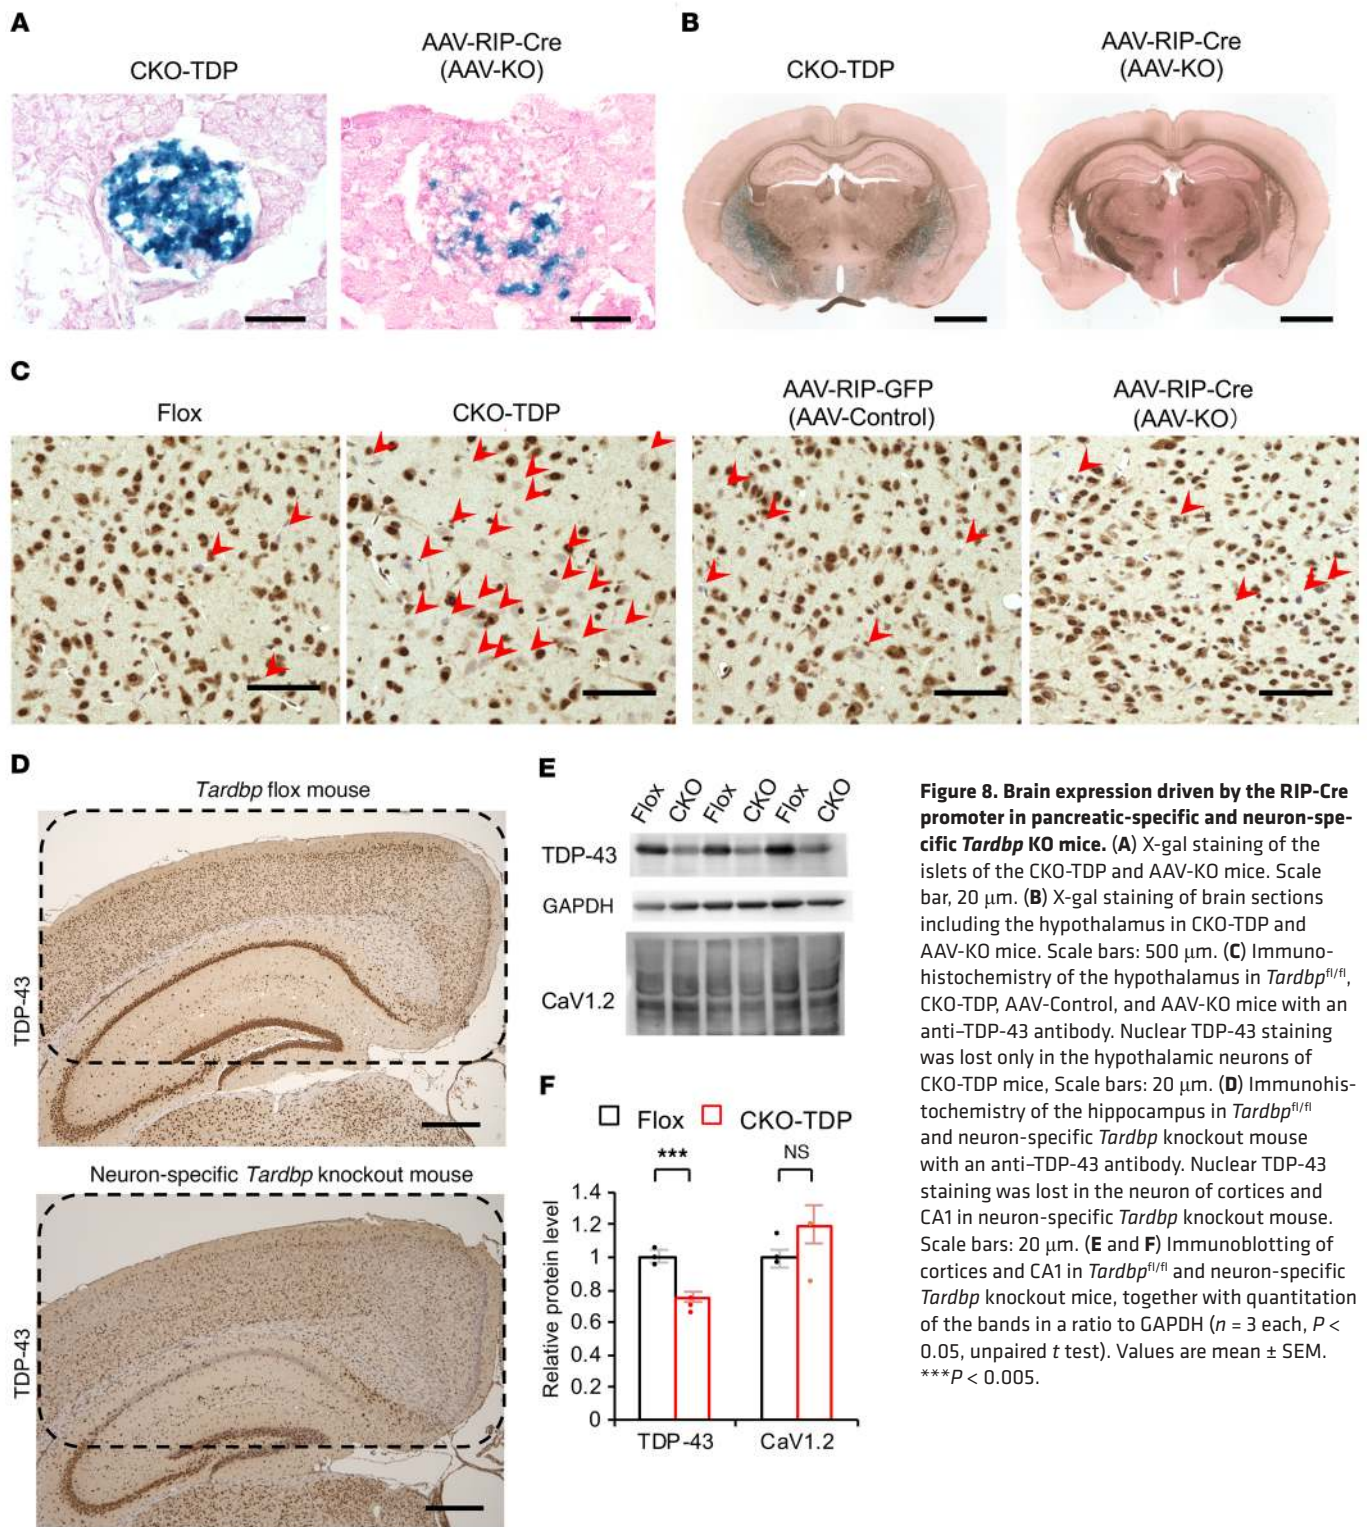 A
CKO-TDP
AAV-RIP-Cre
(AAV-KO)
B
CKO-TDP
AAV-RIP-Cre
(AAV-KO)
C
Flox
CKO-TDP
AAV-RIP-GFP
(AAV-Control)
AAV-RIP-Cre
(AAV-KO)
D
Tardbp flox mouse
TDP-43
Neuron-specific Tardbp knockout mouse
TDP-43
E
Flox CKO Flox CKO Flox CKO
TDP-43
GAPDH
CaV1.2
F
Flox CKO-TDP
*** NS
Relative protein level
1.4
1.2
1
0.8
0.6
0.4
0.2
0
TDP-43 CaV1.2
Figure 8. Brain expression driven by the RIP-Cre
promoter in pancreatic-specific and neuron-spe-
cific Tardbp KO mice. (A) X-gal staining of the
islets of the CKO-TDP and AAV-KO mice. Scale
bar, 20 μm. (B) X-gal staining of brain sections
including the hypothalamus in CKO-TDP and
AAV-KO mice. Scale bars: 500 μm. (C) Immuno-
histochemistry of the hypothalamus in Tardbpfl/fl,
CKO-TDP, AAV-Control, and AAV-KO mice with an
anti–TDP-43 antibody. Nuclear TDP-43 staining
was lost only in the hypothalamic neurons of
CKO-TDP mice, Scale bars: 20 μm. (D) Immunohis-
tochemistry of the hippocampus in Tardbpfl/fl
and neuron-specific Tardbp knockout mouse
with an anti–TDP-43 antibody. Nuclear TDP-43
staining was lost in the neuron of cortices and
CA1 in neuron-specific Tardbp knockout mouse.
Scale bars: 20 μm. (E and F) Immunoblotting of
cortices and CA1 in Tardbpfl/fl and neuron-specific
Tardbp knockout mice, together with quantitation
of the bands in a ratio to GAPDH (n = 3 each, P <
0.05, unpaired t test). Values are mean ± SEM.
***P < 0.005.